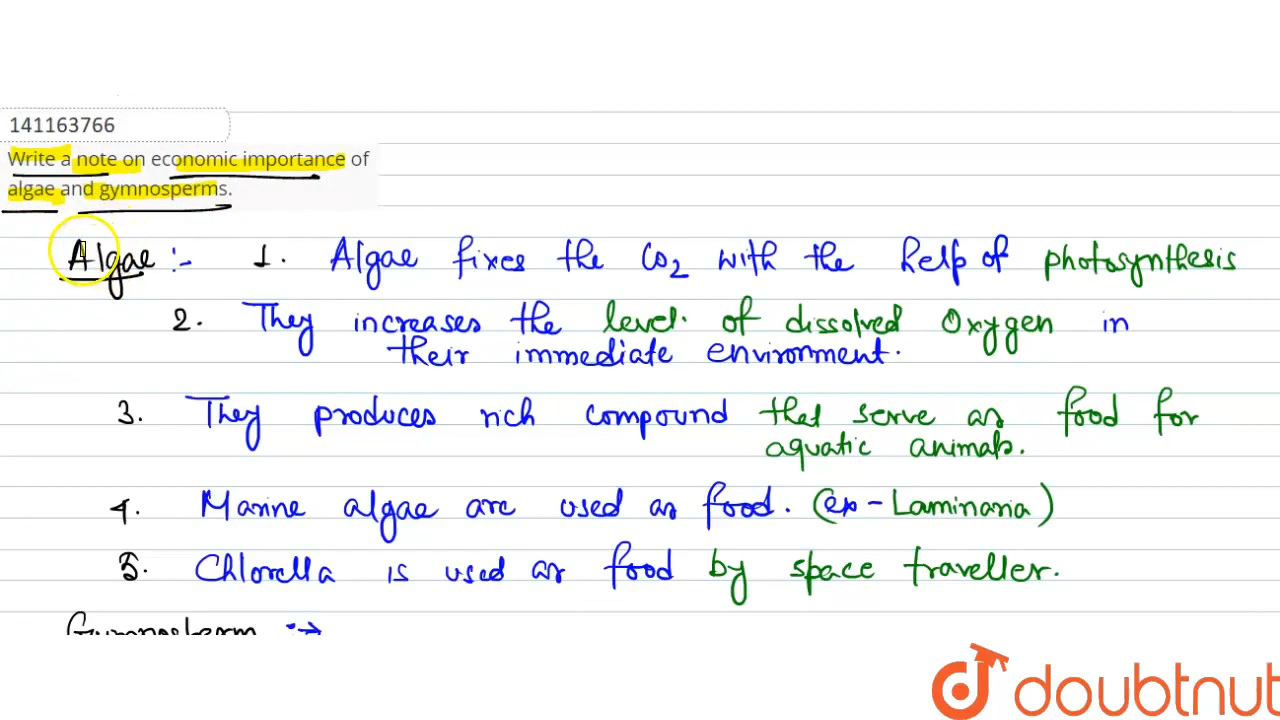 141163766
Write a note on economic importance of
algae and gymnosperms.
Algae :- 1. Algae fixes the CO2 with the help of photosynthesis
2. They increases the level. of dissolved Oxygen in
their immediate environment.
3. They produces rich compound that serve as food for
aquatic animals.
4. Marine algae are used as food. (ex - Laminaria)
5. Chlorella is used as food by space traveller.
Gymnosperm :→
doubtnut